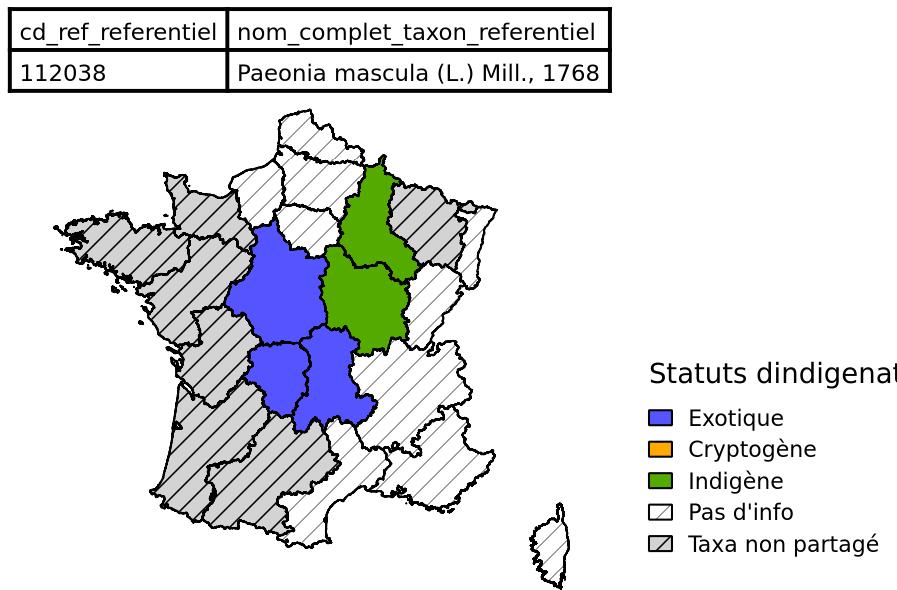 cd_ref_referentiel nom_complet_taxon_referentiel
112038 Paeonia mascula (L.) Mill., 1768
Statuts dindigenat
Exotique
Cryptogène
Indigène
Pas d'info
Taxa non partagé